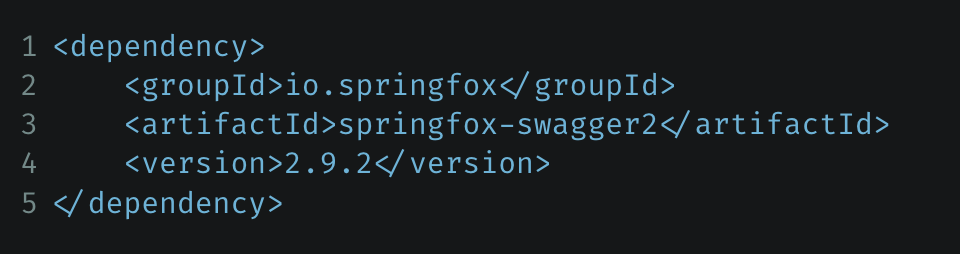 1 <dependency>
2     <groupId>io.springfox</groupId>
3     <artifactId>springfox-swagger2</artifactId>
4     <version>2.9.2</version>
5 </dependency>